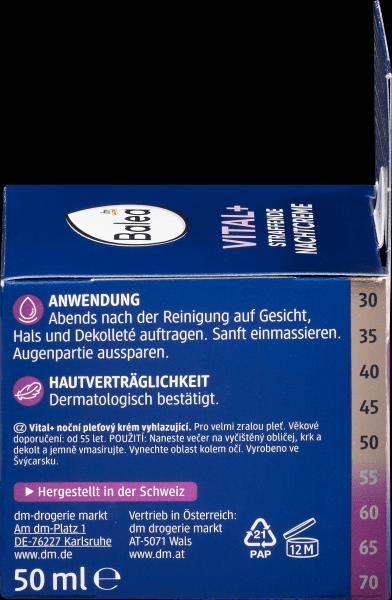 dm
Balea
VITAL+
STRAFFENDE
NACHTCREME
ANWENDUNG
Abends nach der Reinigung auf Gesicht,
Hals und Dekolleté auftragen. Sanft einmassieren.
Augenpartie aussparen.
HAUTVERTRÄGLICHKEIT
Dermatologisch bestätigt.
CZ Vital+ noční pleťový krém vyhlazující. Pro velmi zralou pleť. Věkové
doporučení: od 55 let. POUŽITÍ: Naneste večer na vyčištěný obličej, krk a
dekolt a jemně vmasírujte. Vynechte oblast kolem očí. Vyrobeno ve
Švýcarsku.
Hergestellt in der Schweiz
dm-drogerie markt
Am dm-Platz 1
DE-76227 Karlsruhe
www.dm.de
Vertrieb in Österreich:
dm drogerie markt
AT-5071 Wals
www.dm.at
21
PAP
12 M
50 ml e
30
35
40
45
50
55
60
65
70